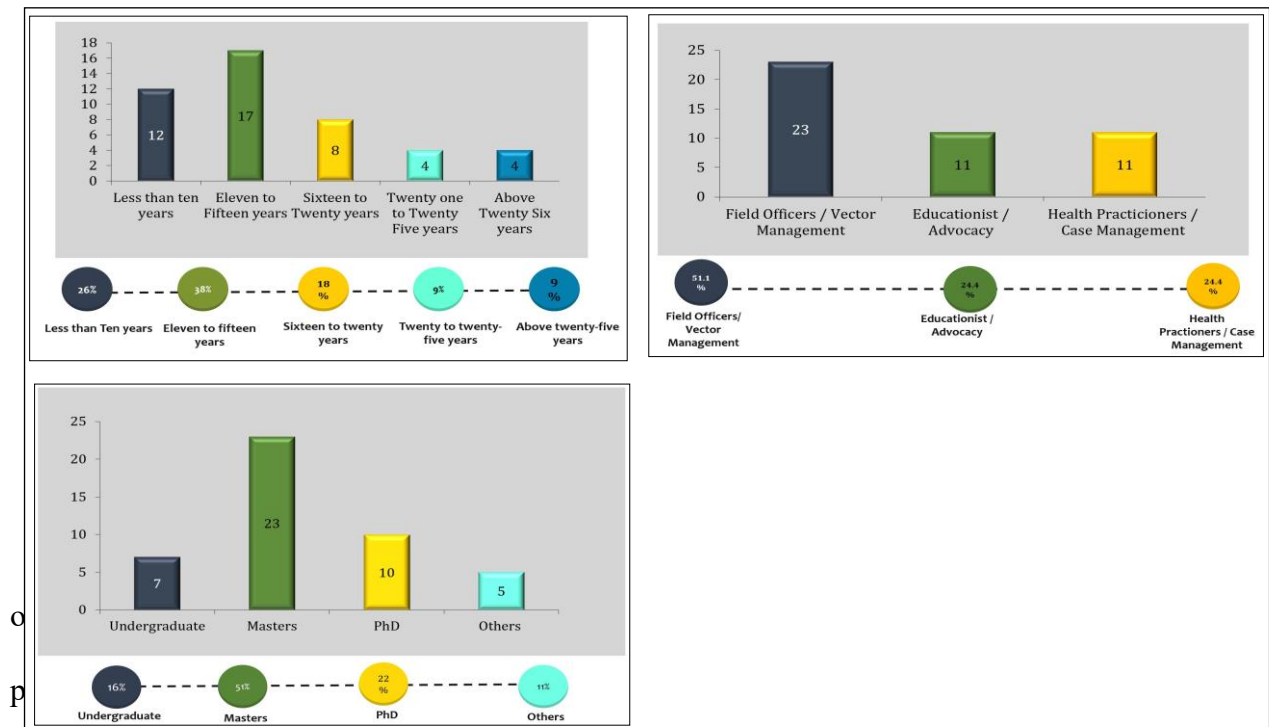 18
16
14
12
10
8
6
4
2
0
12
17
8
4
4
Less than ten
years
Eleven to
Fifteen years
Sixteen to
Twenty years
Twenty one
to Twenty
Five years
Above
Twenty Six
years
26%
38%
18
%
9%
9
%
Less than Ten years
Eleven to fifteen
years
Sixteen to twenty
years
Twenty to twenty-
five years
Above twenty-five
years
25
20
15
10
5
0
23
11
11
Field Officers / Vector
Management
Educationist /
Advocacy
Health Practicioners /
Case Management
51.1
%
24.4
%
24.4
%
Field Officers/
Vector
Management
Educationist /
Advocacy
Health
Practioners / Case
Management
25
20
15
10
5
0
7
23
10
5
Undergraduate
Masters
PhD
Others
16%
51%
22
%
11%
Undergraduate
Masters
PhD
Others
o
p